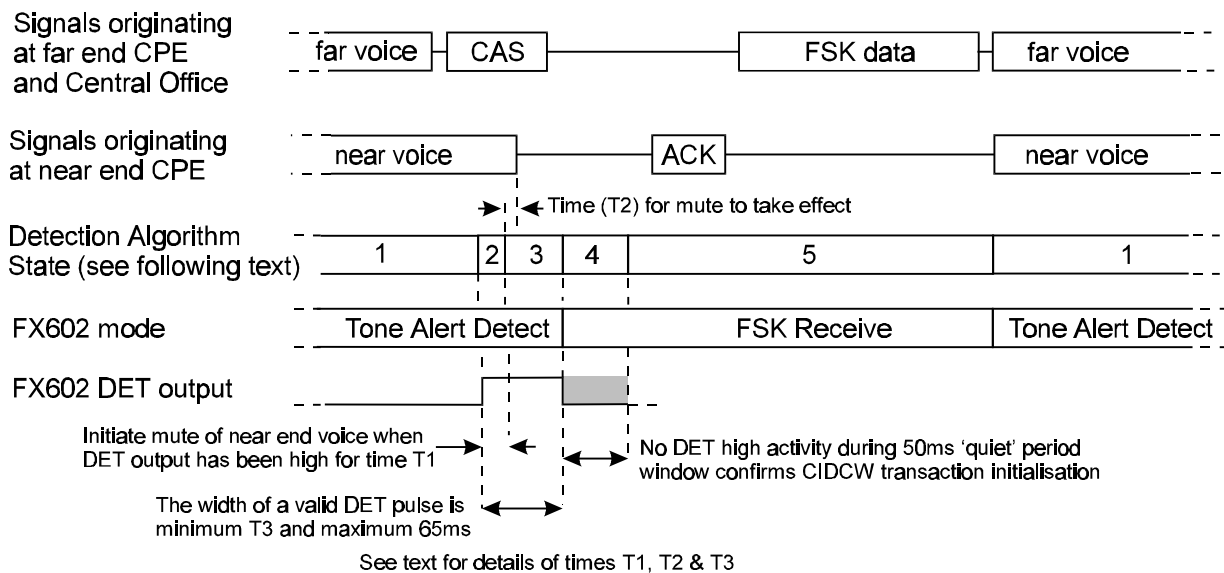 Signals originating
at far end CPE
and Central Office
far voice
CAS
FSK data
far voice
Signals originating
at near end CPE
near voice
ACK
near voice
Time (T2) for mute to take effect
Detection Algorithm
State (see following text)
1
2
3
4
5
1
FX602 mode
Tone Alert Detect
FSK Receive
Tone Alert Detect
FX602 DET output
Initiate mute of near end voice when
DET output has been high for time T1
No DET high activity during 50ms ‘quiet’ period
window confirms CIDCW transaction initialisation
The width of a valid DET pulse is
minimum T3 and maximum 65ms
See text for details of times T1, T2 & T3